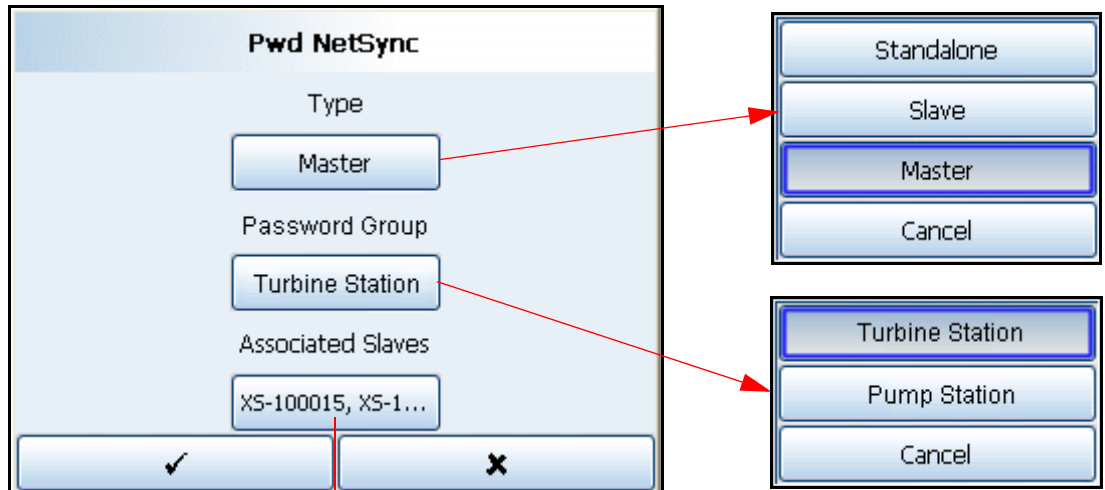 Pwd NetSync
Type
Master
Password Group
Turbine Station
Associated Slaves
XS-100015, XS-1...
Standalone
Slave
Master
Cancel
Turbine Station
Pump Station
Cancel